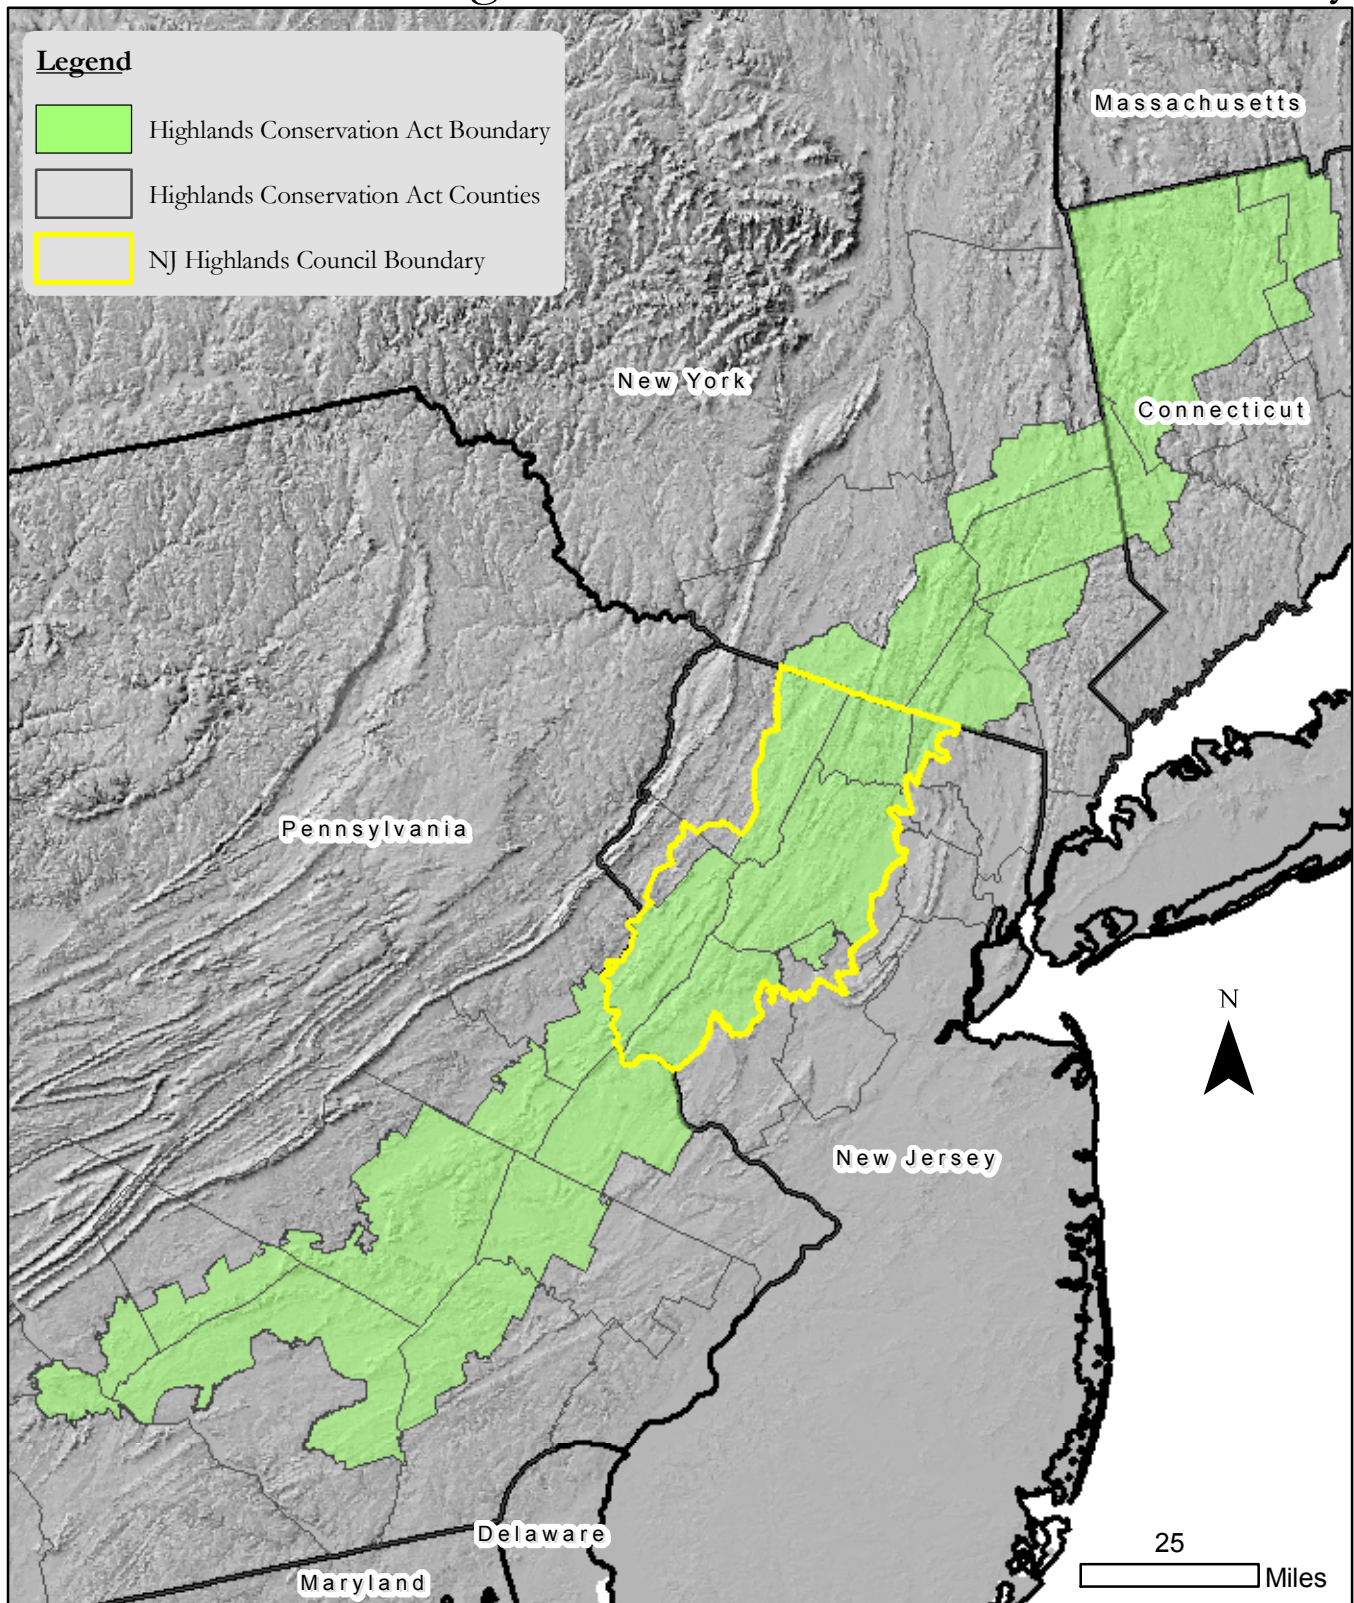 Legend
Highlands Conservation Act Boundary
Highlands Conservation Act Counties
NJ Highlands Council Boundary
Massachusetts
New York
Connecticut
Pennsylvania
N
New Jersey
Delaware
Maryland
25
Miles